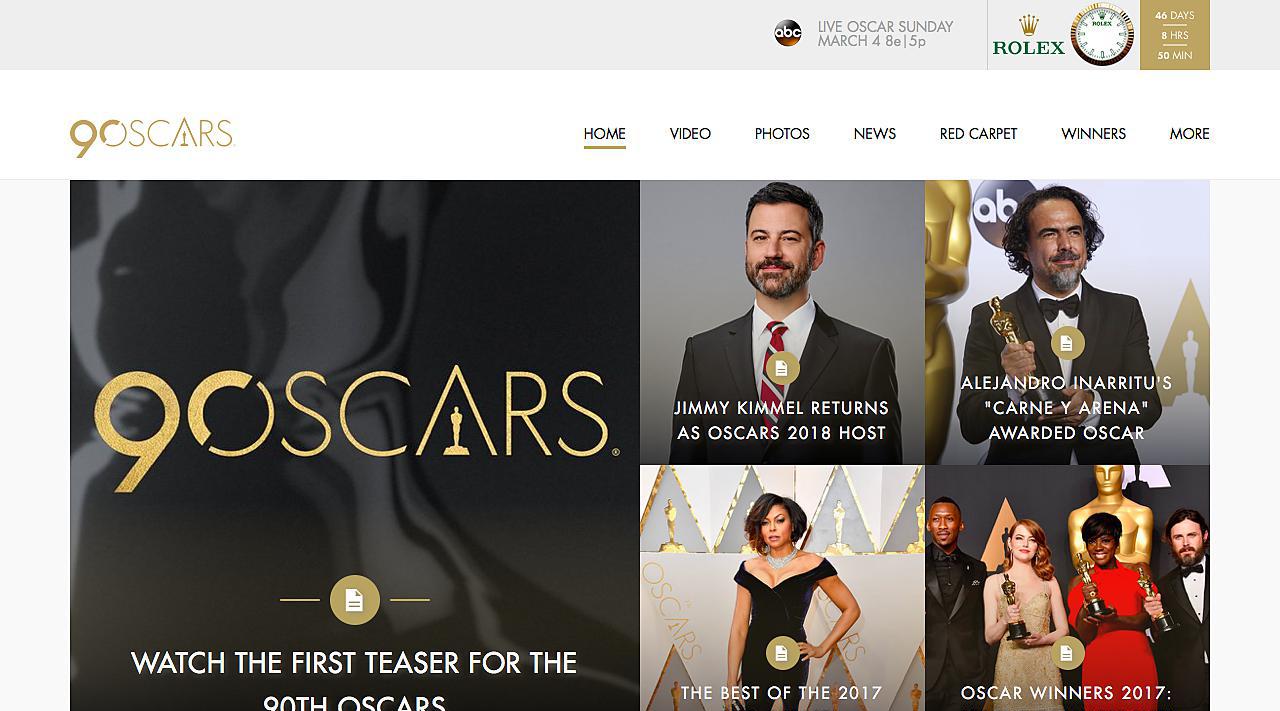 abc
LIVE OSCAR SUNDAY
MARCH 4 8e|5p
ROLEX
ROLEX
46 DAYS
8 HRS
50 MIN
90SCARS
HOME
VIDEO
PHOTOS
NEWS
RED CARPET
WINNERS
MORE
90SCARS®
WATCH THE FIRST TEASER FOR THE
90TH OSCARS
JIMMY KIMMEL RETURNS
AS OSCARS 2018 HOST
abc
ALEJANDRO INARRITU'S
"CARNE Y ARENA"
AWARDED OSCAR
OSCARS
OSCARS
THE BEST OF THE 2017
OSCAR WINNERS 2017: